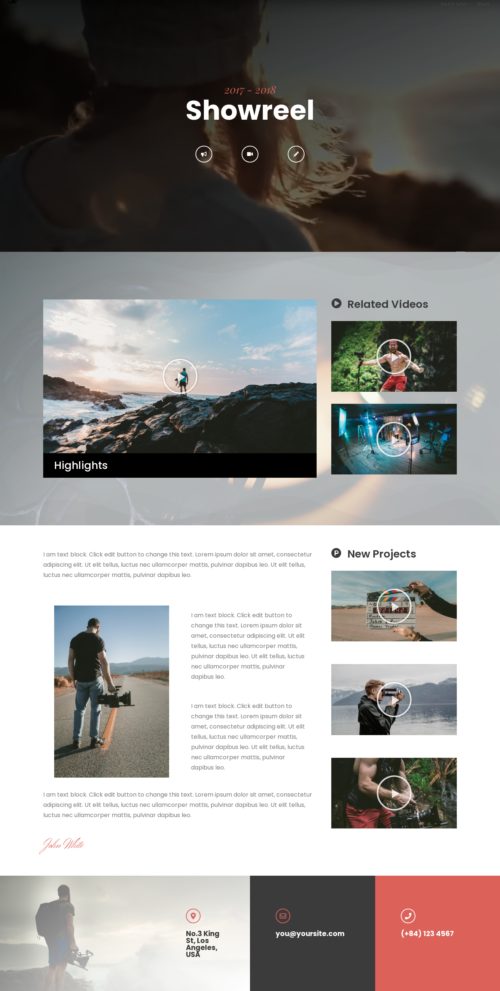 2017 - 2018
Showreel
Related Videos
Highlights
I am text block. Click edit button to change this text. Lorem ipsum dolor sit amet, consectetur
adipiscing elit. Ut elit tellus, luctus nec ullamcorper mattis, pulvinar dapibus leo. Ut elit tellus,
luctus nec ullamcorper mattis, pulvinar dapibus leo.
New Projects
I am text block. Click edit button to
change this text. Lorem ipsum dolor sit
amet, consectetur adipiscing elit. Ut elit
tellus, luctus nec ullamcorper mattis,
pulvinar dapibus leo. Ut elit tellus, luctus
nec ullamcorper mattis, pulvinar
dapibus leo.
I am text block. Click edit button to
change this text. Lorem ipsum dolor sit
amet, consectetur adipiscing elit. Ut elit
tellus, luctus nec ullamcorper mattis,
pulvinar dapibus leo. Ut elit tellus, luctus
nec ullamcorper mattis, pulvinar
dapibus leo.
I am text block. Click edit button to change this text. Lorem ipsum dolor sit amet, consectetur
adipiscing elit. Ut elit tellus, luctus nec ullamcorper mattis, pulvinar dapibus leo. Ut elit tellus, luctus
nec ullamcorper mattis, pulvinar dapibus leo.
John White
No.3 King
St, Los
Angeles,
USA
you@yoursite.com
(+84) 123 4567